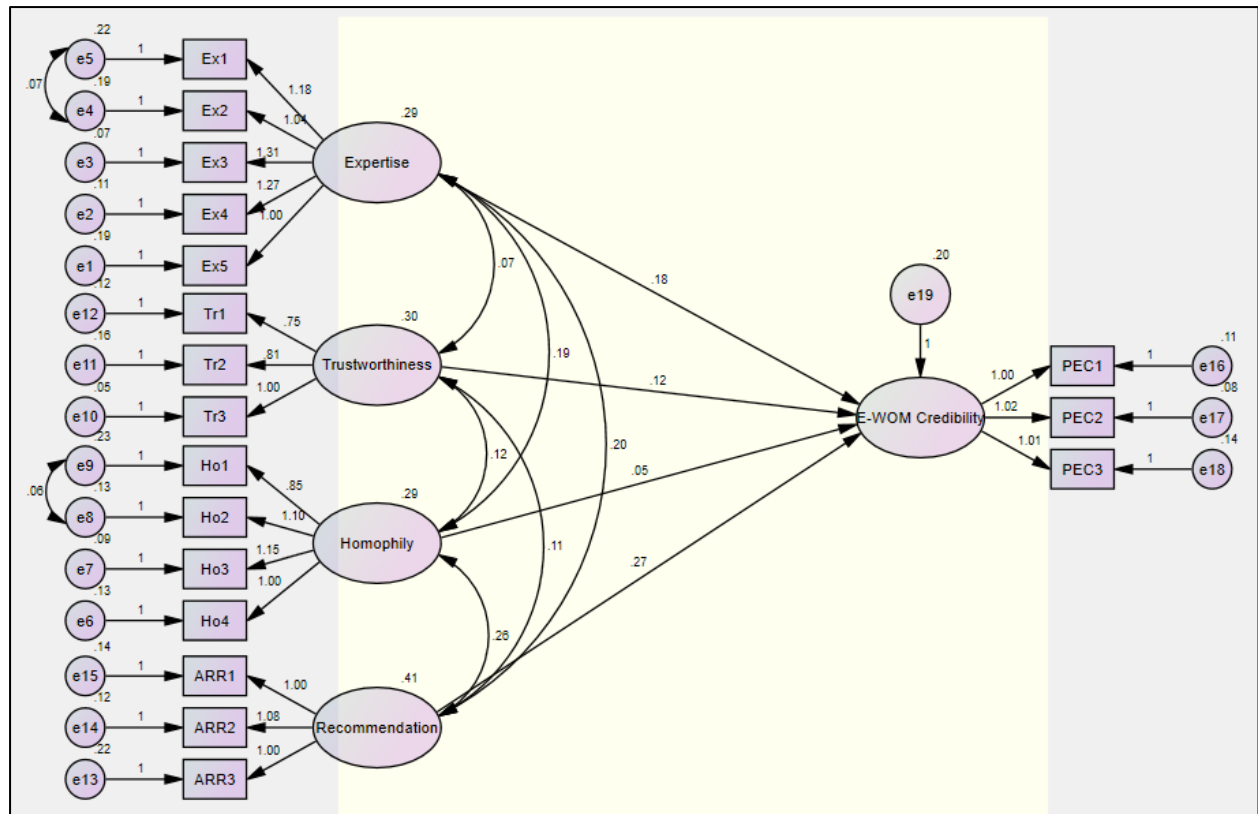 .22
e5 1 Ex1
.07
.19
e4 1 Ex2
.07
e3 1 Ex3
.11
e2 1 Ex4
.19
e1 1 Ex5
1.18
1.04
1.31
1.27
1.00
.29
Expertise
.12
e12 1 Tr1
.16
e11 1 Tr2
.05
e10 1 Tr3
.75
.81
1.00
.30
Trustworthiness
.23
e9 1 Ho1
.06
.13
e8 1 Ho2
.09
e7 1 Ho3
.13
e6 1 Ho4
.85
1.10
1.15
1.00
.29
Homophily
.14
e15 1 ARR1
.12
e14 1 ARR2
.22
e13 1 ARR3
1.00
1.08
1.00
.41
Recommendation
.07
.19
.20
.12
.11
.26
.18
.12
.05
.27
.20
e19
1
E-WOM Credibility
1.00
1.02
1.01
.11
PEC1 1 e16
.08
PEC2 1 e17
.14
PEC3 1 e18